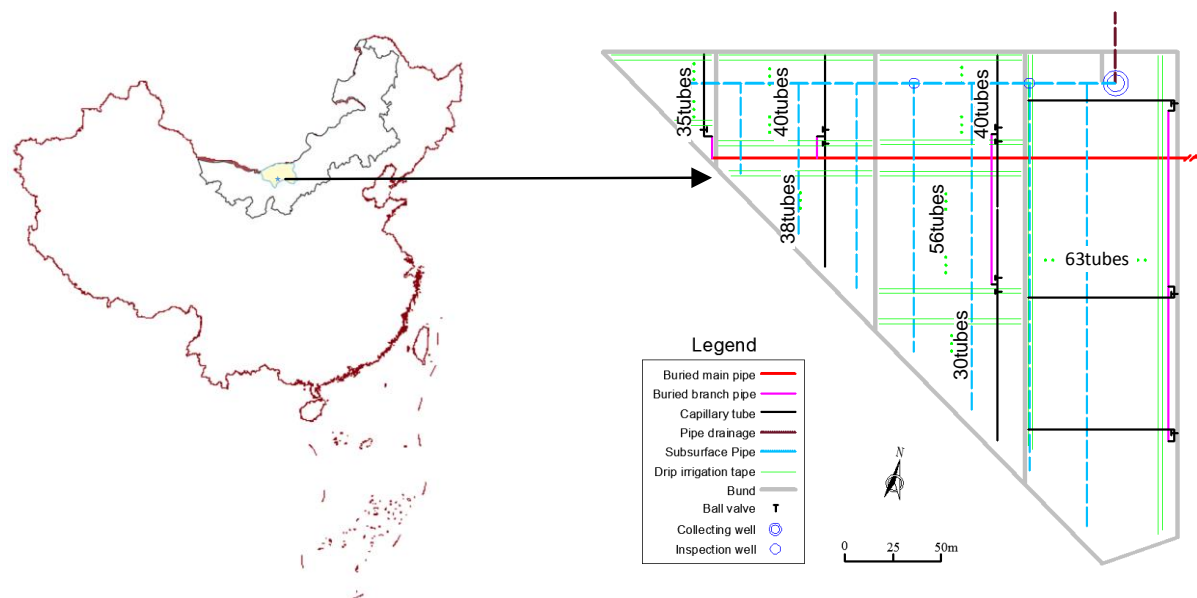 35tubes
40tubes
40tubes
38tubes
56tubes
63tubes
30tubes
Legend
Buried main pipe
Buried branch pipe
Capillary tube
Pipe drainage
Subsurface Pipe
Drip irrigation tape
Bund
Ball valve
Collecting well
Inspection well
N
0 25 50m